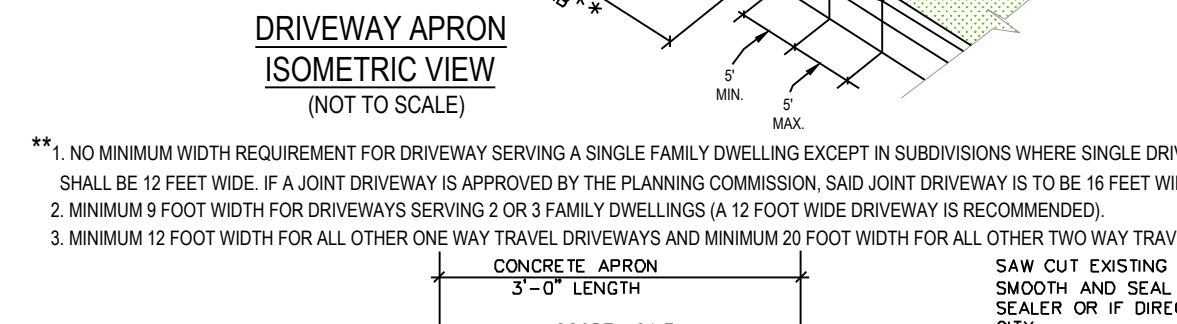 DRIVEWAY APRON
ISOMETRIC VIEW
(NOT TO SCALE)
5'
MIN.
5'
MAX.
**1. NO MINIMUM WIDTH REQUIREMENT FOR DRIVEWAY SERVING A SINGLE FAMILY DWELLING EXCEPT IN SUBDIVISIONS WHERE SINGLE
SHALL BE 12 FEET WIDE. IF A JOINT DRIVEWAY IS APPROVED BY THE PLANNING COMMISSION, SAID JOINT DRIVEWAY IS TO BE 16 FEET
2. MINIMUM 9 FOOT WIDTH FOR DRIVEWAYS SERVING 2 OR 3 FAMILY DWELLINGS (A 12 FOOT WIDE DRIVEWAY IS RECOMMENDED).
3. MINIMUM 12 FOOT WIDTH FOR ALL OTHER ONE WAY TRAVEL DRIVEWAYS AND MINIMUM 20 FOOT WIDTH FOR ALL OTHER TWO WAY
CONCRETE APRON
3'-0" LENGTH
SAW CUT EXISTING
SMOOTH AND SEAL
SEALER OR IF